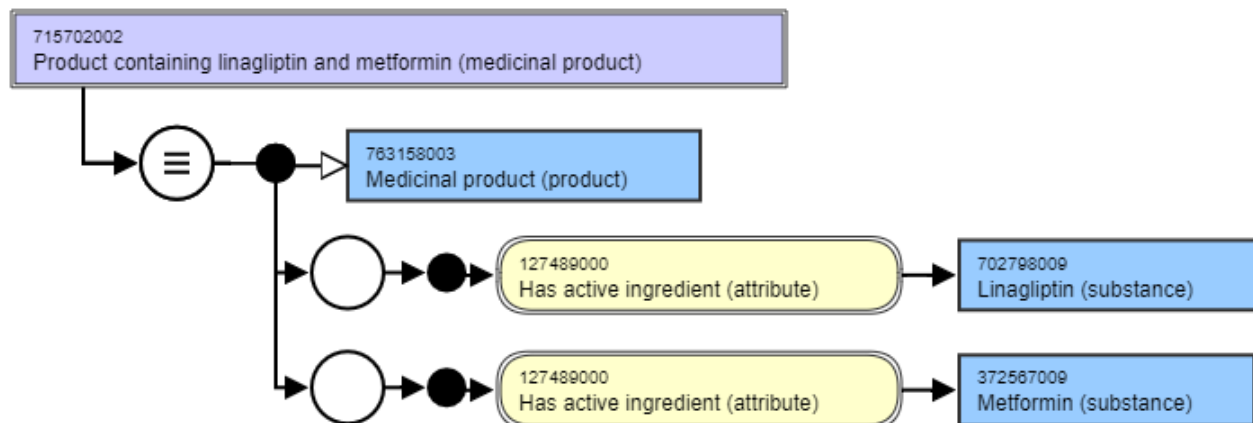 715702002
Product containing linagliptin and metformin (medicinal product)
763158003
Medicinal product (product)
127489000
Has active ingredient (attribute)
702798009
Linagliptin (substance)
127489000
Has active ingredient (attribute)
372567009
Metformin (substance)